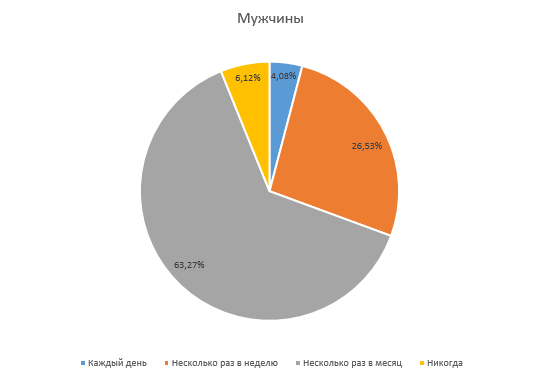 Мужчины
6,12%
4,08%
26,53%
63,27%
Каждый день
Несколько раз в неделю
Несколько раз в месяц
Никогда